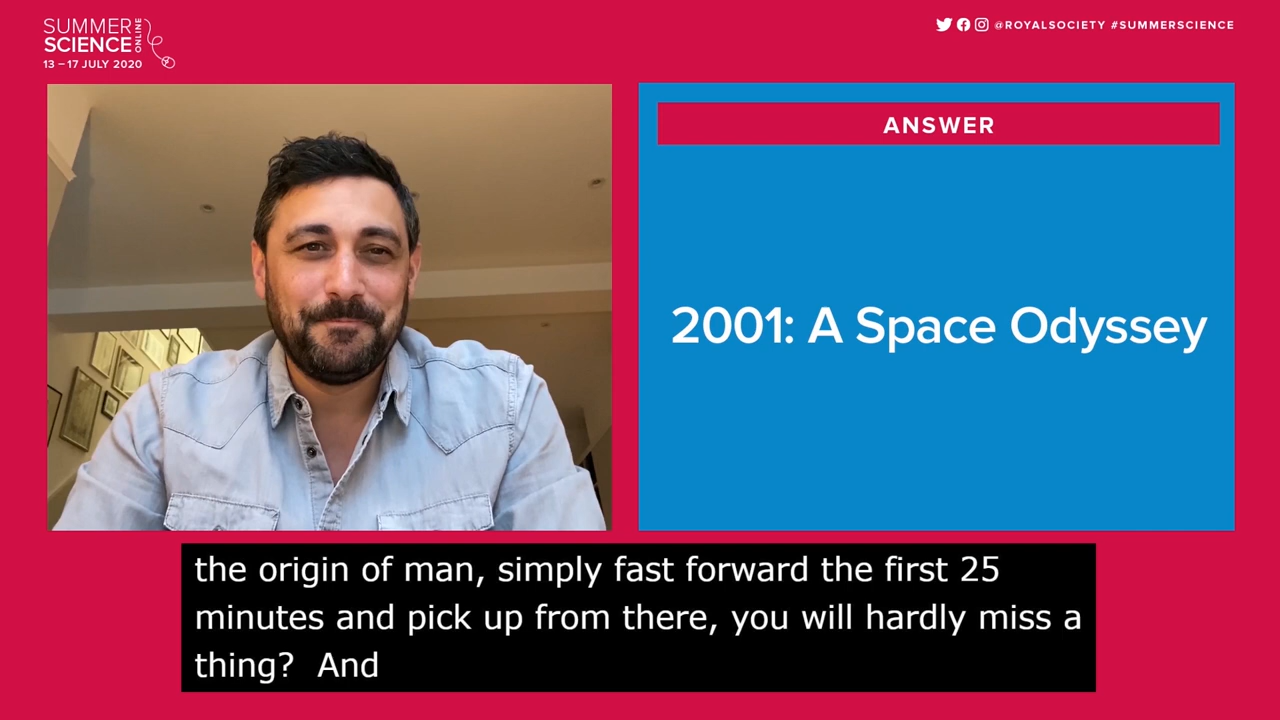 SUMMER
SCIENCE
ONLINE
13 – 17 JULY 2020
@ROYALSOCIETY #SUMMERSCIENCE
ANSWER
2001: A Space Odyssey
the origin of man, simply fast forward the first 25
minutes and pick up from there, you will hardly miss a
thing?  And